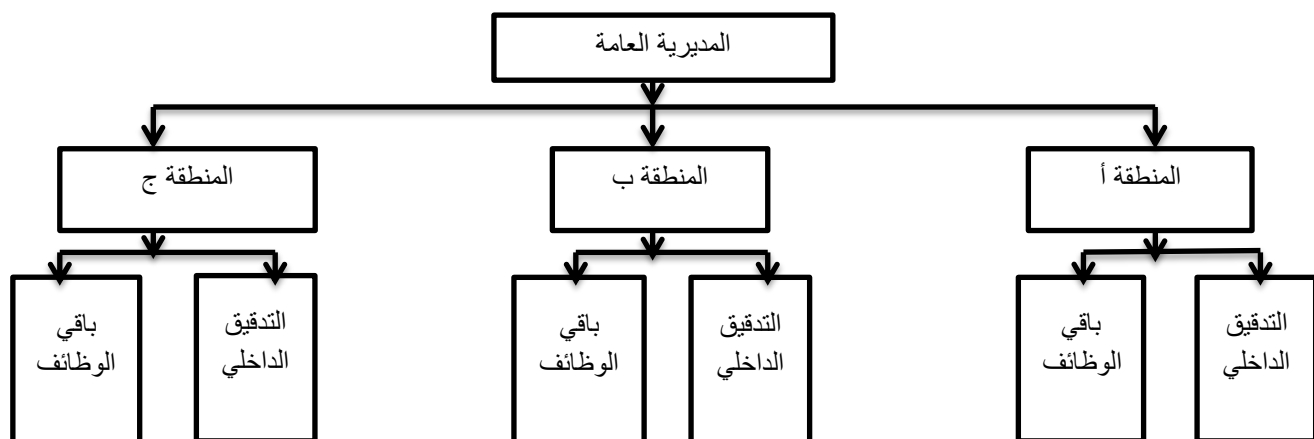 المديرية العامة
المنطقة أ
المنطقة ب
المنطقة ج
التدقيق
الداخلي
باقي
الوظائف
التدقيق
الداخلي
باقي
الوظائف
التدقيق
الداخلي
باقي
الوظائف